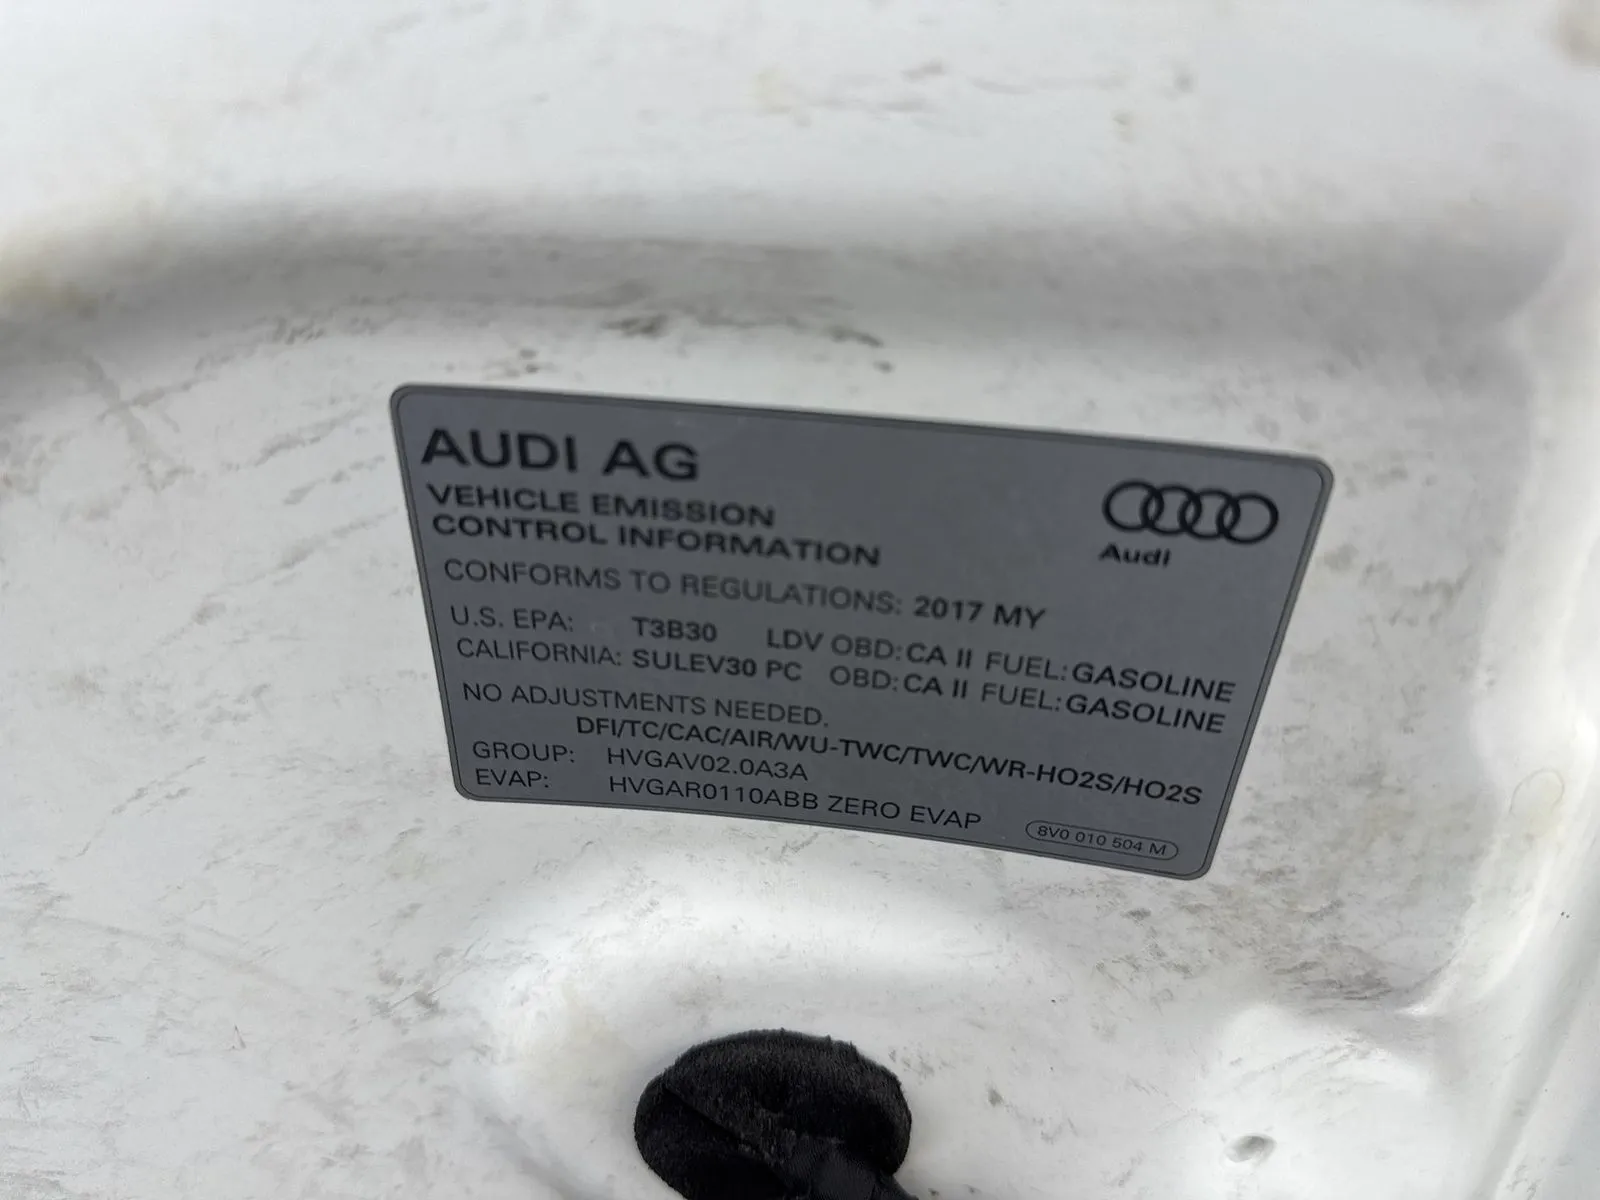 AUDI AG
VEHICLE EMISSION
CONTROL INFORMATION
Audi
CONFORMS TO REGULATIONS: 2017 MY
U.S. EPA: T3B30 LDV OBD: CA II FUEL: GASOLINE
CALIFORNIA: SULEV30 PC OBD: CA II FUEL: GASOLINE
NO ADJUSTMENTS NEEDED.
DFI/TC/CAC/AIR/WU-TWC/TWC/WR-HO2S/HO2S
GROUP: HVGAV02.0A3A
EVAP: HVGAR0110ABB ZERO EVAP
8V0 010 504 M